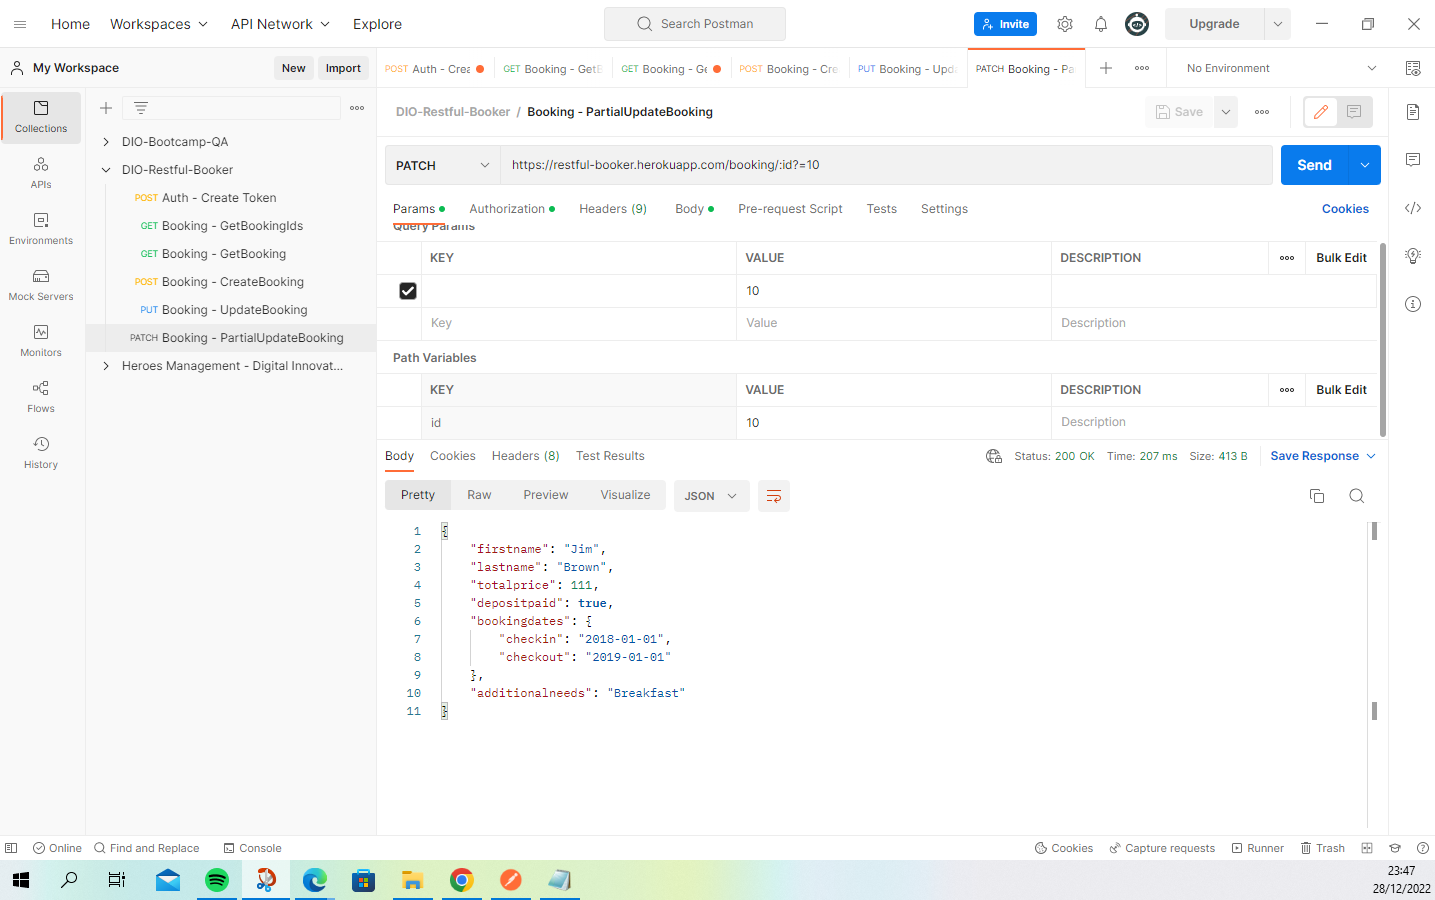 Home Workspaces API Network Explore Search Postman Invite Upgrade
My Workspace New Import POST Auth - Crea GET Booking - GetB GET Booking - Ge POST Booking - Cre PUT Booking - Upda PATCH Booking - Pa No Environment
Collections
APIs
Environments
Mock Servers
Monitors
Flows
History
DIO-Bootcamp-QA
DIO-Restful-Booker
POST Auth - Create Token
GET Booking - GetBookingIds
GET Booking - GetBooking
POST Booking - CreateBooking
PUT Booking - UpdateBooking
PATCH Booking - PartialUpdateBooking
Heroes Management - Digital Innovat...
DIO-Restful-Booker / Booking - PartialUpdateBooking Save
PATCH https://restful-booker.herokuapp.com/booking/:id?=10 Send
Params Authorization Headers (9) Body Pre-request Script Tests Settings Cookies
Query Params
KEY VALUE DESCRIPTION Bulk Edit
10
Key Value Description
Path Variables
KEY VALUE DESCRIPTION Bulk Edit
id 10 Description
Body Cookies Headers (8) Test Results Status: 200 OK Time: 207 ms Size: 413 B Save Response
Pretty Raw Preview Visualize JSON
1 {
2 "firstname": "Jim",
3 "lastname": "Brown",
4 "totalprice": 111,
5 "depositpaid": true,
6 "bookingdates": {
7 "checkin": "2018-01-01",
8 "checkout": "2019-01-01"
9 },
10 "additionalneeds": "Breakfast"
11 }
Online Find and Replace Console Cookies Capture requests Runner Trash
23:47
28/12/2022